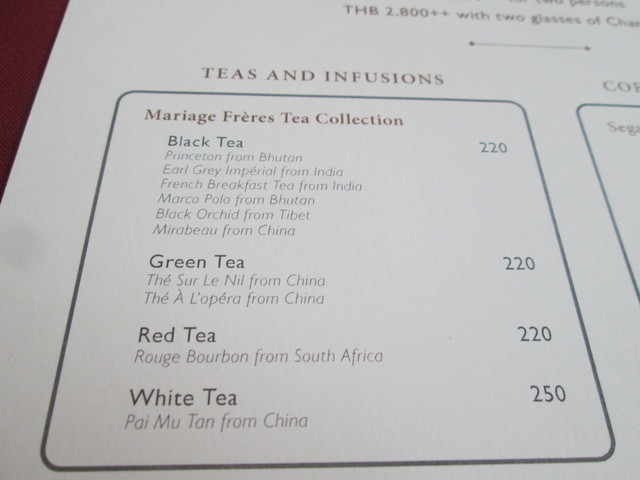 for two persons
THB 2,800++ with two glasses of
TEAS AND INFUSIONS
Mariage Frères Tea Collection
Black Tea 220
Princeton from Bhutan
Earl Grey Impérial from India
French Breakfast Tea from India
Marco Polo from Bhutan
Black Orchid from Tibet
Mirabeau from China
Green Tea 220
Thé Sur Le Nil from China
Thé À L'opéra from China
Red Tea 220
Rouge Bourbon from South Africa
White Tea 250
Pai Mu Tan from China